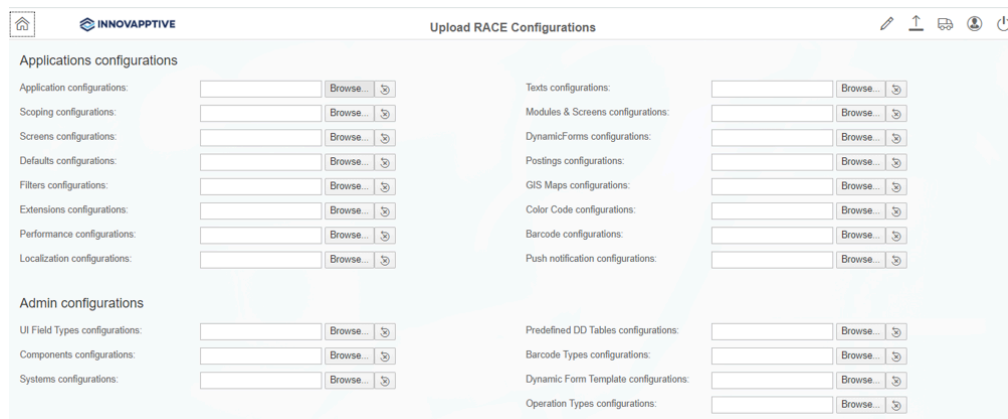 INNOVAPPTIVE
Upload RACE Configurations
Applications configurations
Application configurations: Browse... Texts configurations: Browse...
Scoping configurations: Browse... Modules & Screens configurations: Browse...
Screens configurations: Browse... DynamicForms configurations: Browse...
Defaults configurations: Browse... Postings configurations: Browse...
Filters configurations: Browse... GIS Maps configurations: Browse...
Extensions configurations: Browse... Color Code configurations: Browse...
Performance configurations: Browse... Barcode configurations: Browse...
Localization configurations: Browse... Push notification configurations: Browse...
Admin configurations
UI Field Types configurations: Browse... Predefined DD Tables configurations: Browse...
Components configurations: Browse... Barcode Types configurations: Browse...
Systems configurations: Browse... Dynamic Form Template configurations: Browse...
Operation Types configurations: Browse...